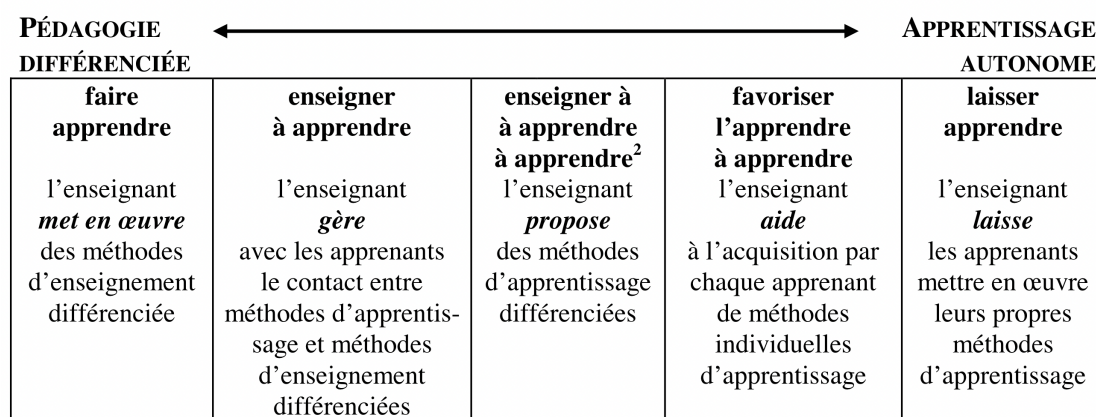 PÉDAGOGIE
DIFFÉRENCIÉE
APPRENTISSAGE
AUTONOME
faire
apprendre
l’enseignant
met en œuvre
des méthodes
d’enseignement
différenciée
enseigner
à apprendre
l’enseignant
gère
avec les apprenants
le contact entre
méthodes d’apprentis-
sage et méthodes
d’enseignement
différenciées
enseigner à
à apprendre
à apprendre²
l’enseignant
propose
des méthodes
d’apprentissage
différenciées
favoriser
l’apprendre
à apprendre
l’enseignant
aide
à l’acquisition par
chaque apprenant
de méthodes
individuelles
d’apprentissage
laisser
apprendre
l’enseignant
laisse
les apprenants
mettre en œuvre
leurs propres
méthodes
d’apprentissage